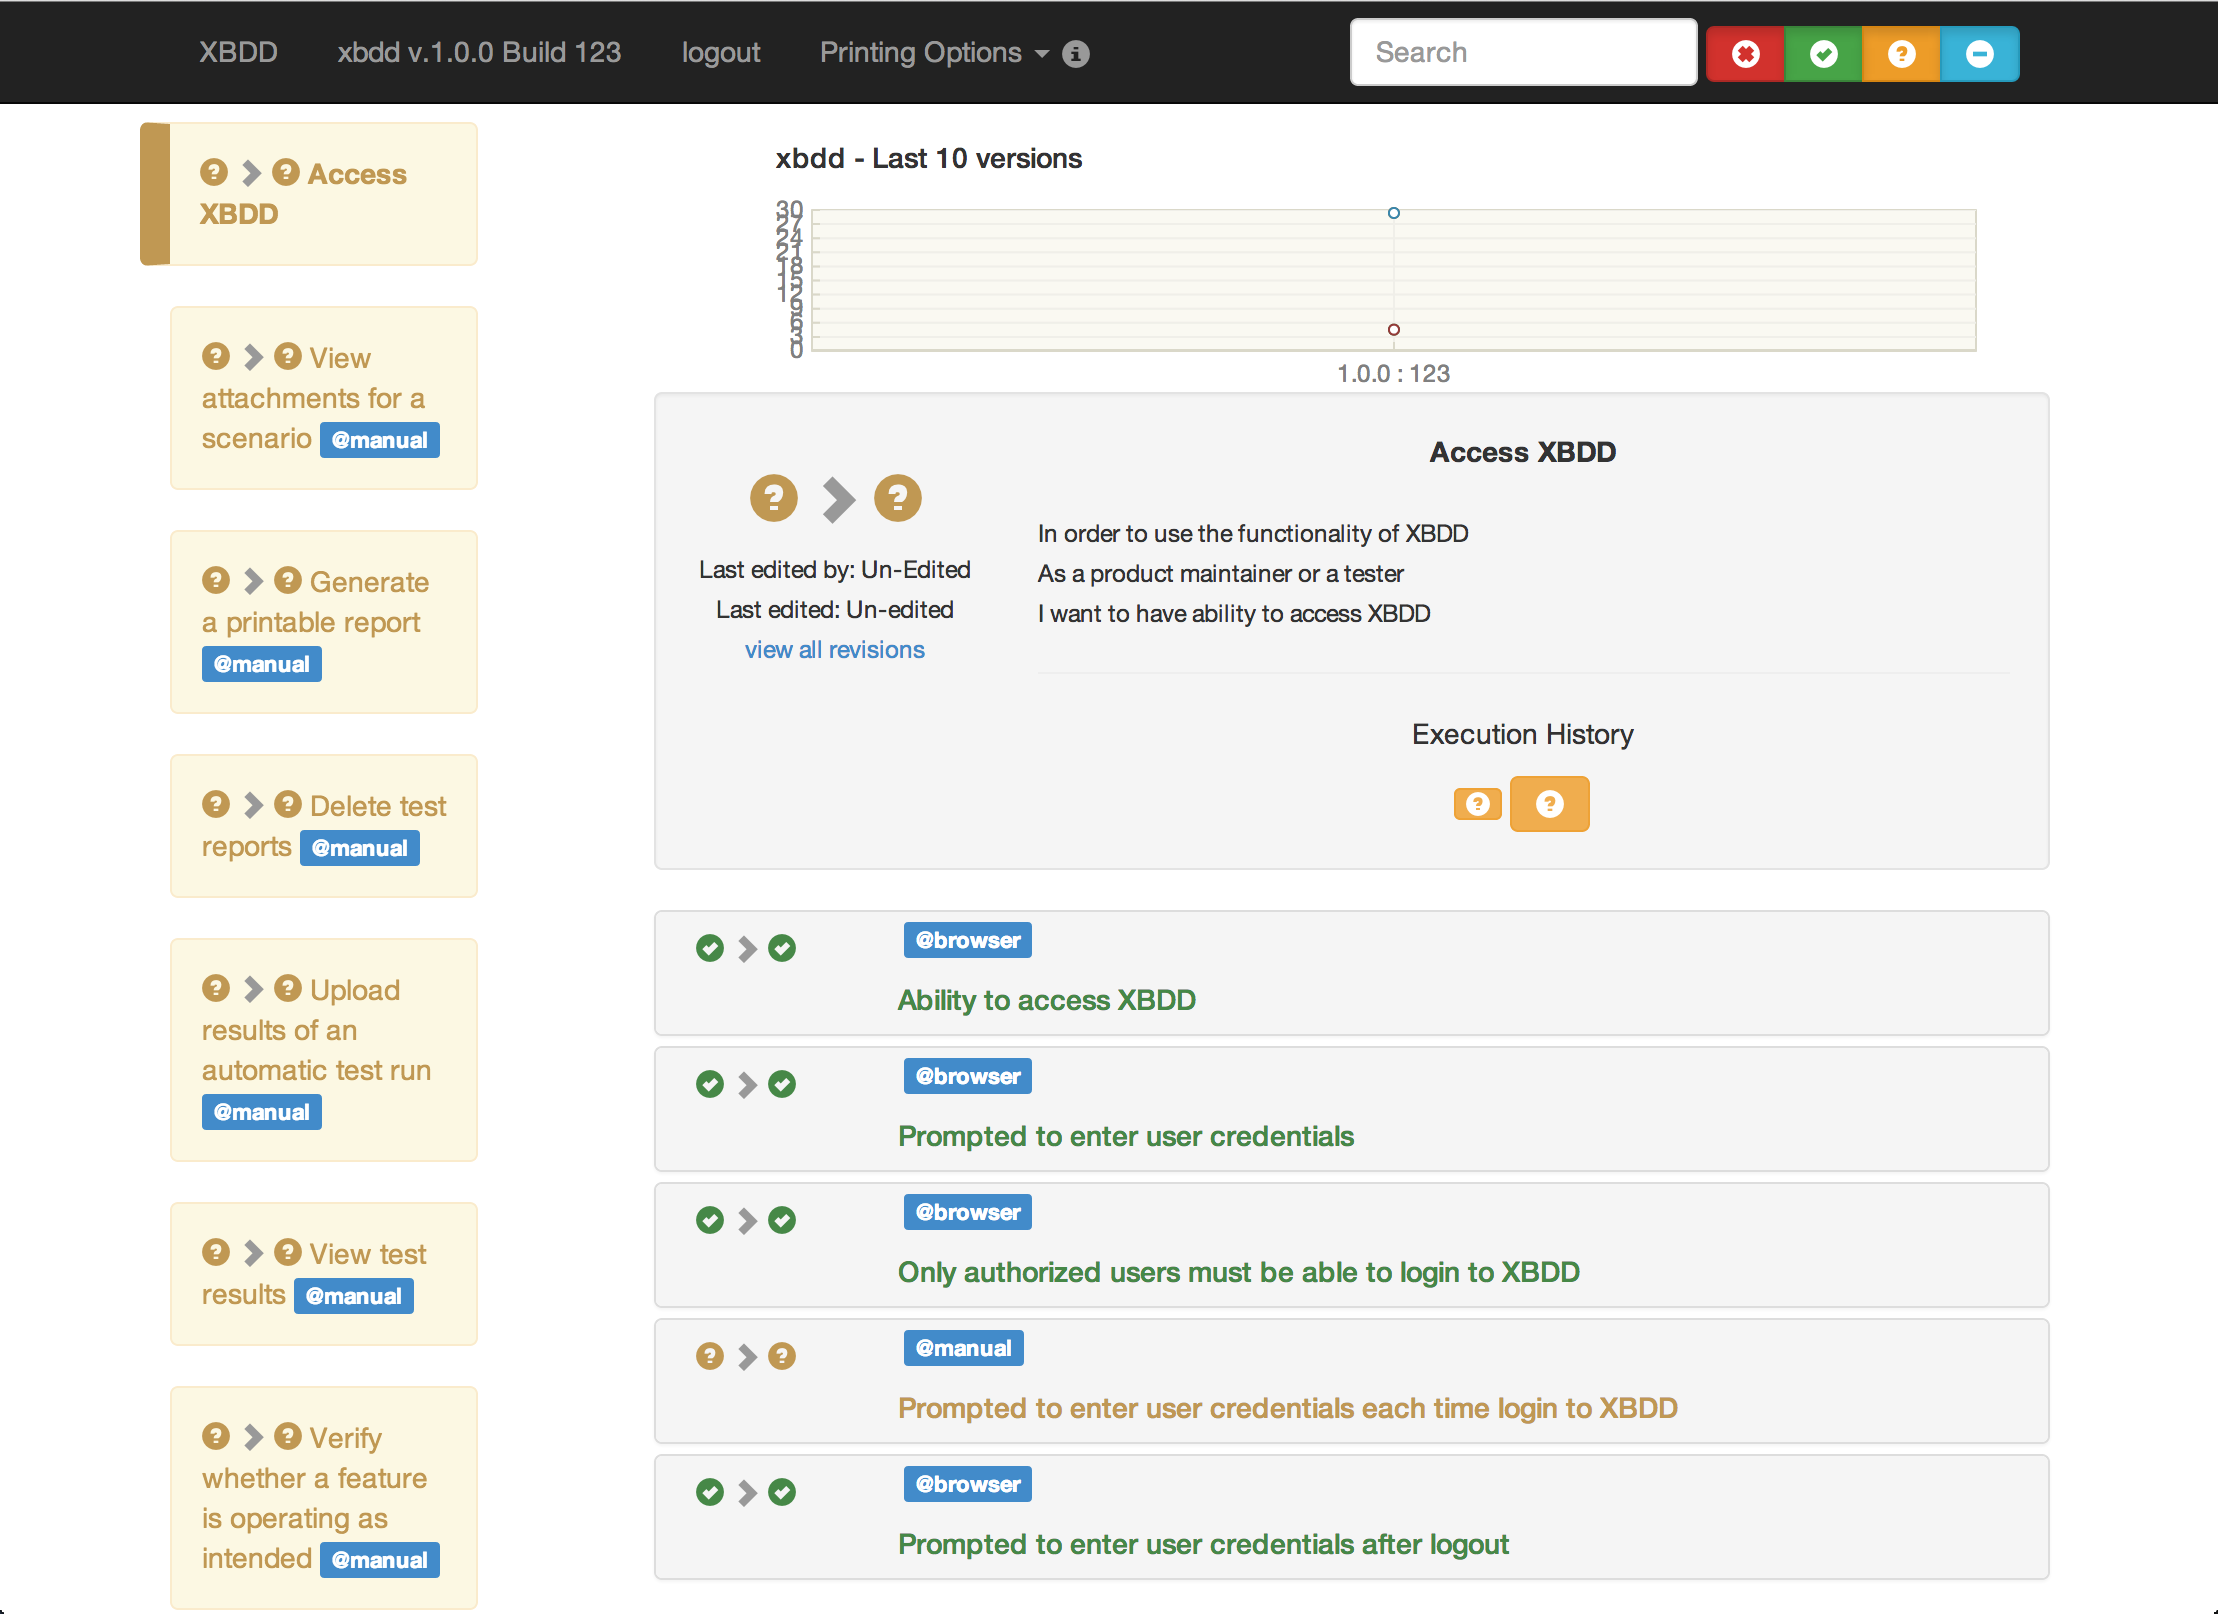 XBDD xbdd v.1.0.0 Build 123 logout Printing Options Search
Access
XBDD
View
attachments for a
scenario @manual
Generate
a printable report
@manual
Delete test
reports @manual
Upload
results of an
automatic test run
@manual
View test
results @manual
Verify
whether a feature
is operating as
intended @manual
xbdd - Last 10 versions
30
27
24
21
18
15
12
9
6
3
0
1.0.0 : 123
Last edited by: Un-Edited
Last edited: Un-edited
view all revisions
Access XBDD
In order to use the functionality of XBDD
As a product maintainer or a tester
I want to have ability to access XBDD
Execution History
@browser
Ability to access XBDD
@browser
Prompted to enter user credentials
@browser
Only authorized users must be able to login to XBDD
@manual
Prompted to enter user credentials each time login to XBDD
@browser
Prompted to enter user credentials after logout